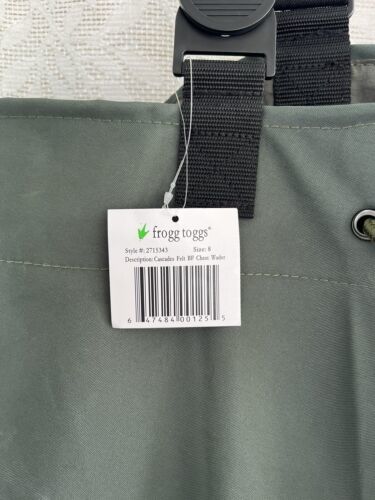 frogg toggs®
Style #: 2715343 Size: 8
Description: Cascades Felt BF Chest Wader
6 47484 00125 5